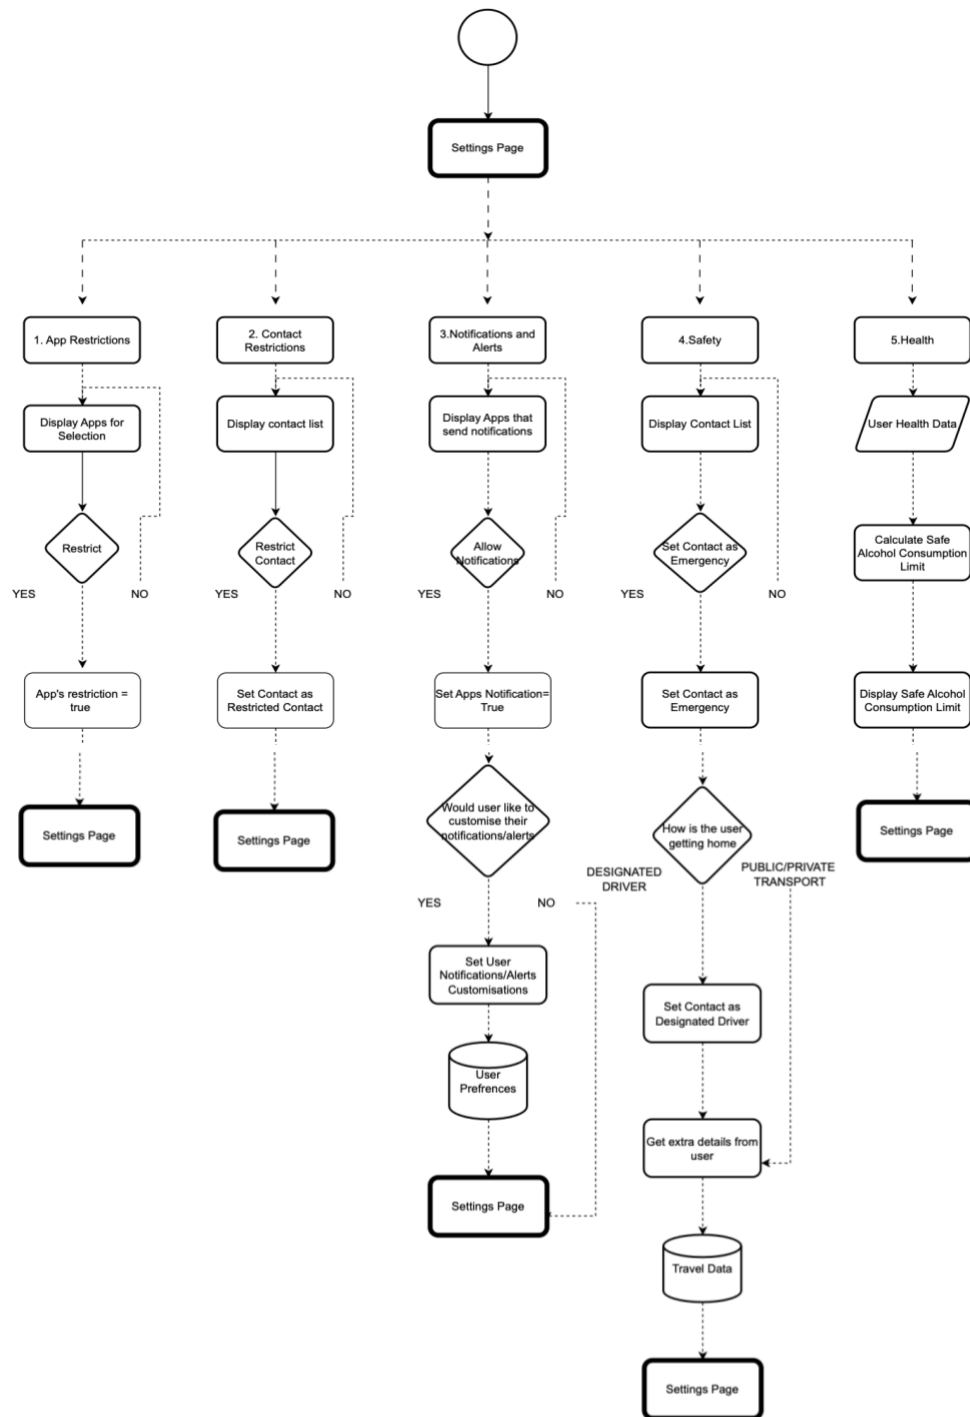 Settings Page
1. App Restrictions
2. Contact
Restrictions
3.Notifications and
Alerts
4.Safety
5.Health
Display Apps for
Selection
Display contact list
Display Apps that
send notifications
Display Contact List
User Health Data
Restrict
Restrict
Contact
Allow
Notifications
Set Contact as
Emergency
Calculate Safe
Alcohol Consumption
Limit
YES
NO
YES
NO
YES
NO
YES
NO
App's restriction =
true
Set Contact as
Restricted Contact
Set Apps Notification=
True
Set Contact as
Emergency
Display Safe Alcohol
Consumption Limit
Settings Page
Settings Page
Would user like to
customise their
notifications/alerts
How is the user
getting home
Settings Page
DESIGNATED
DRIVER
PUBLIC/PRIVATE
TRANSPORT
YES
NO
Set User
Notifications/Alerts
Customisations
Set Contact as
Designated Driver
User
Prefrences
Get extra details from
user
Settings Page
Travel Data
Settings Page